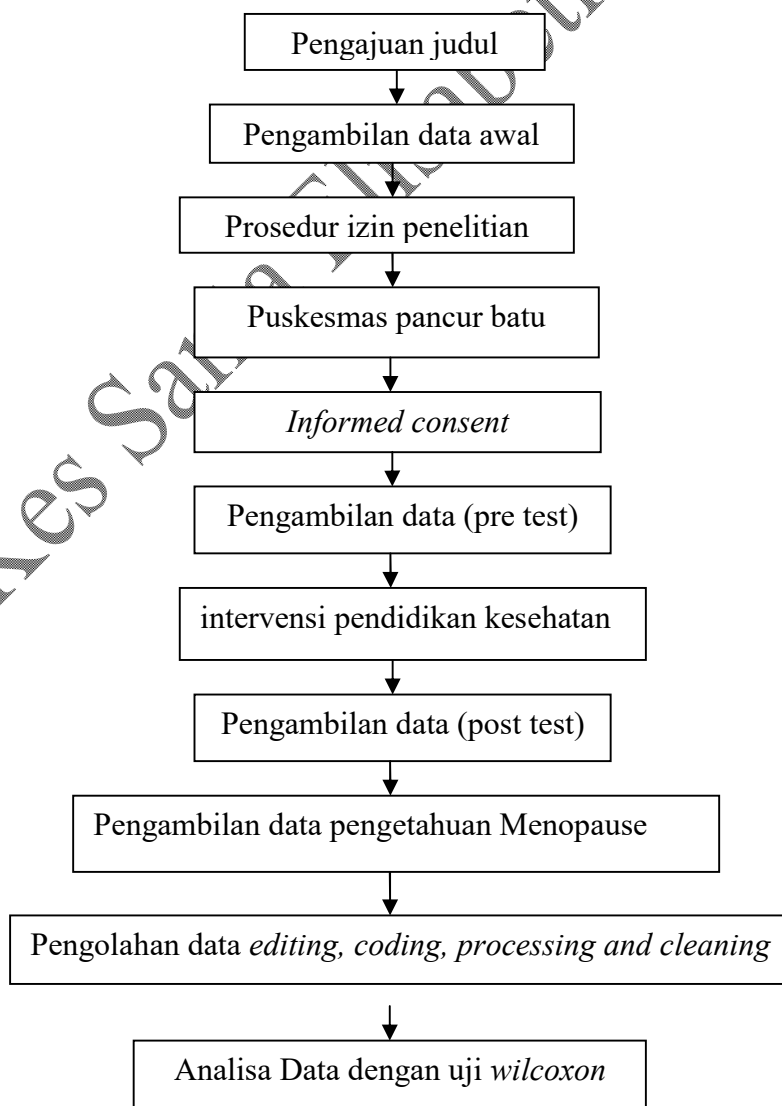 Pengajuan judul
Pengambilan data awal
Prosedur izin penelitian
Puskesmas pancur batu
Informed consent
Pengambilan data (pre test)
intervensi pendidikan kesehatan
Pengambilan data (post test)
Pengambilan data pengetahuan Menopause
Pengolahan data editing, coding, processing and cleaning
Analisa Data dengan uji wilcoxon